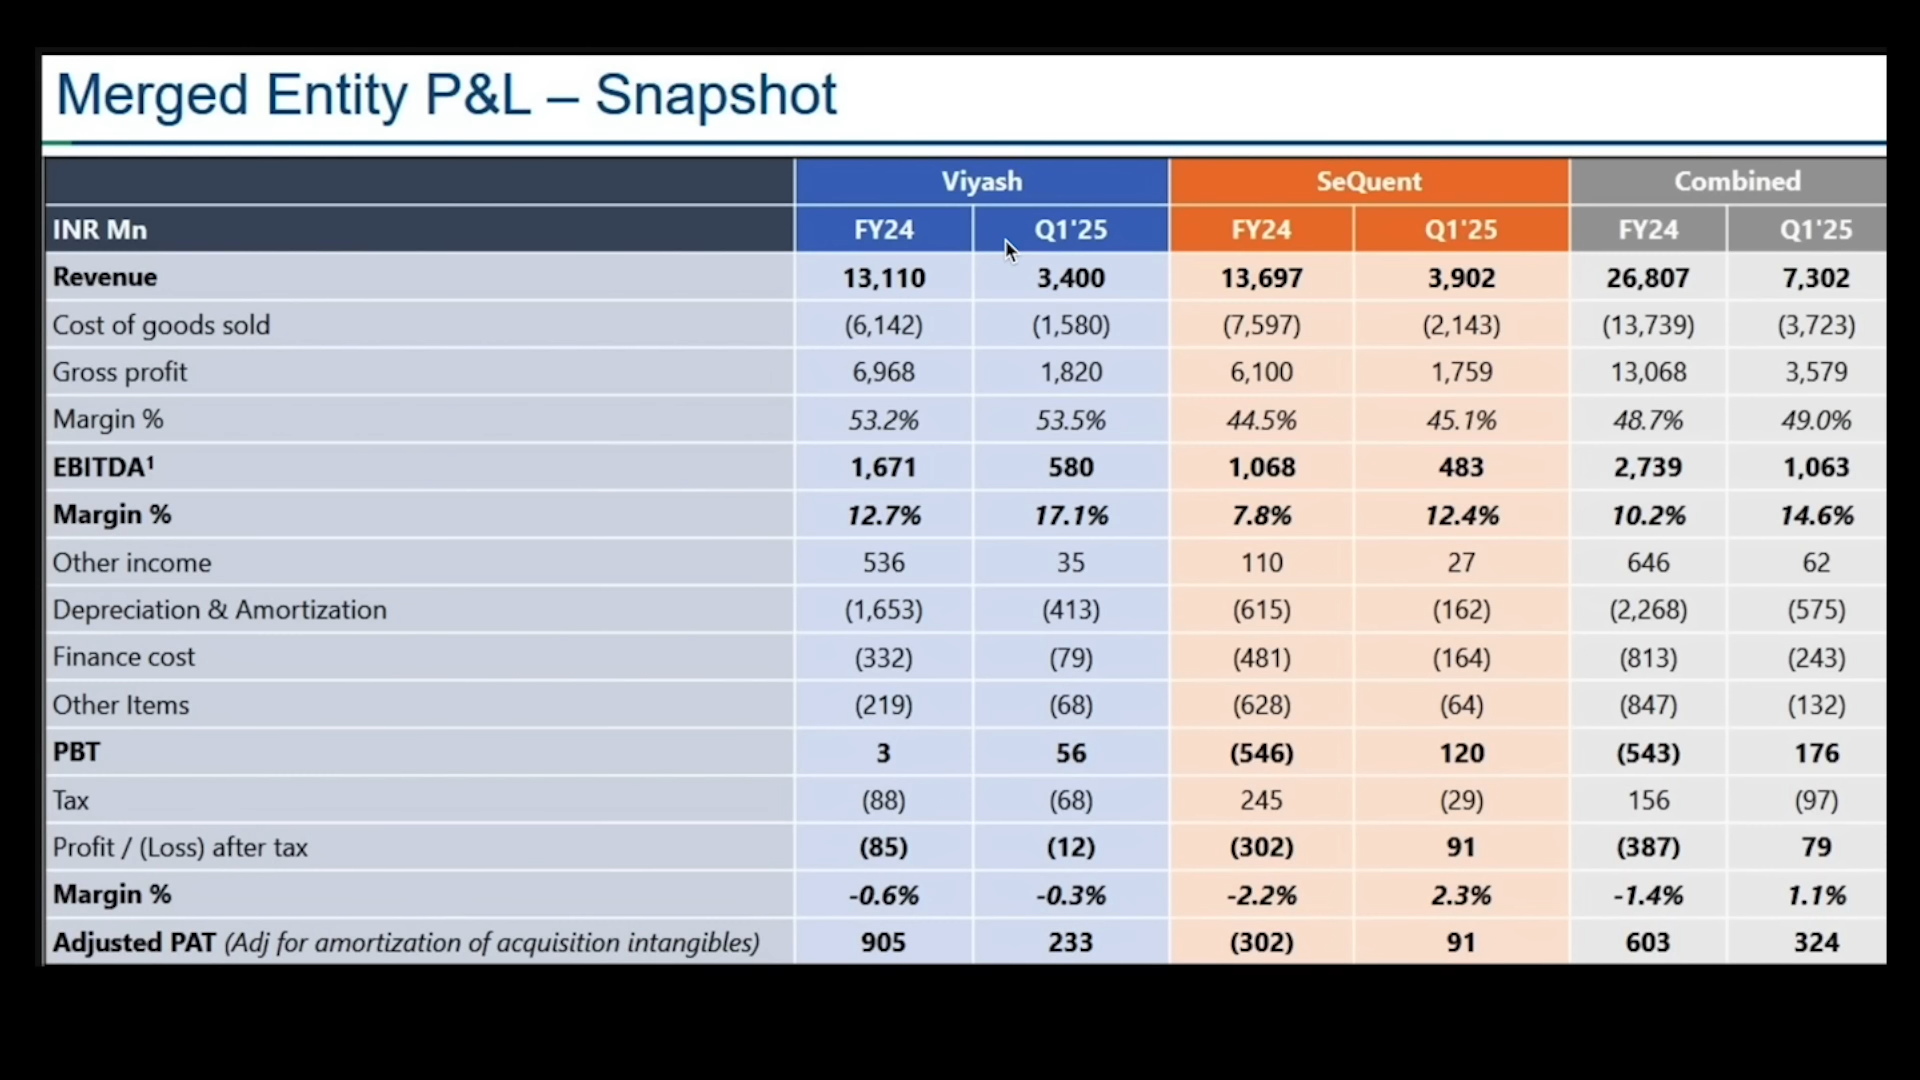 Merged Entity P&L – Snapshot
Viyash SeQuent Combined
INR Mn FY24 Q1'25 FY24 Q1'25 FY24 Q1'25
Revenue 13,110 3,400 13,697 3,902 26,807 7,302
Cost of goods sold (6,142) (1,580) (7,597) (2,143) (13,739) (3,723)
Gross profit 6,968 1,820 6,100 1,759 13,068 3,579
Margin % 53.2% 53.5% 44.5% 45.1% 48.7% 49.0%
EBITDA¹ 1,671 580 1,068 483 2,739 1,063
Margin % 12.7% 17.1% 7.8% 12.4% 10.2% 14.6%
Other income 536 35 110 27 646 62
Depreciation & Amortization (1,653) (413) (615) (162) (2,268) (575)
Finance cost (332) (79) (481) (164) (813) (243)
Other Items (219) (68) (628) (64) (847) (132)
PBT 3 56 (546) 120 (543) 176
Tax (88) (68) 245 (29) 156 (97)
Profit / (Loss) after tax (85) (12) (302) 91 (387) 79
Margin % -0.6% -0.3% -2.2% 2.3% -1.4% 1.1%
Adjusted PAT (Adj for amortization of acquisition intangibles) 905 233 (302) 91 603 324